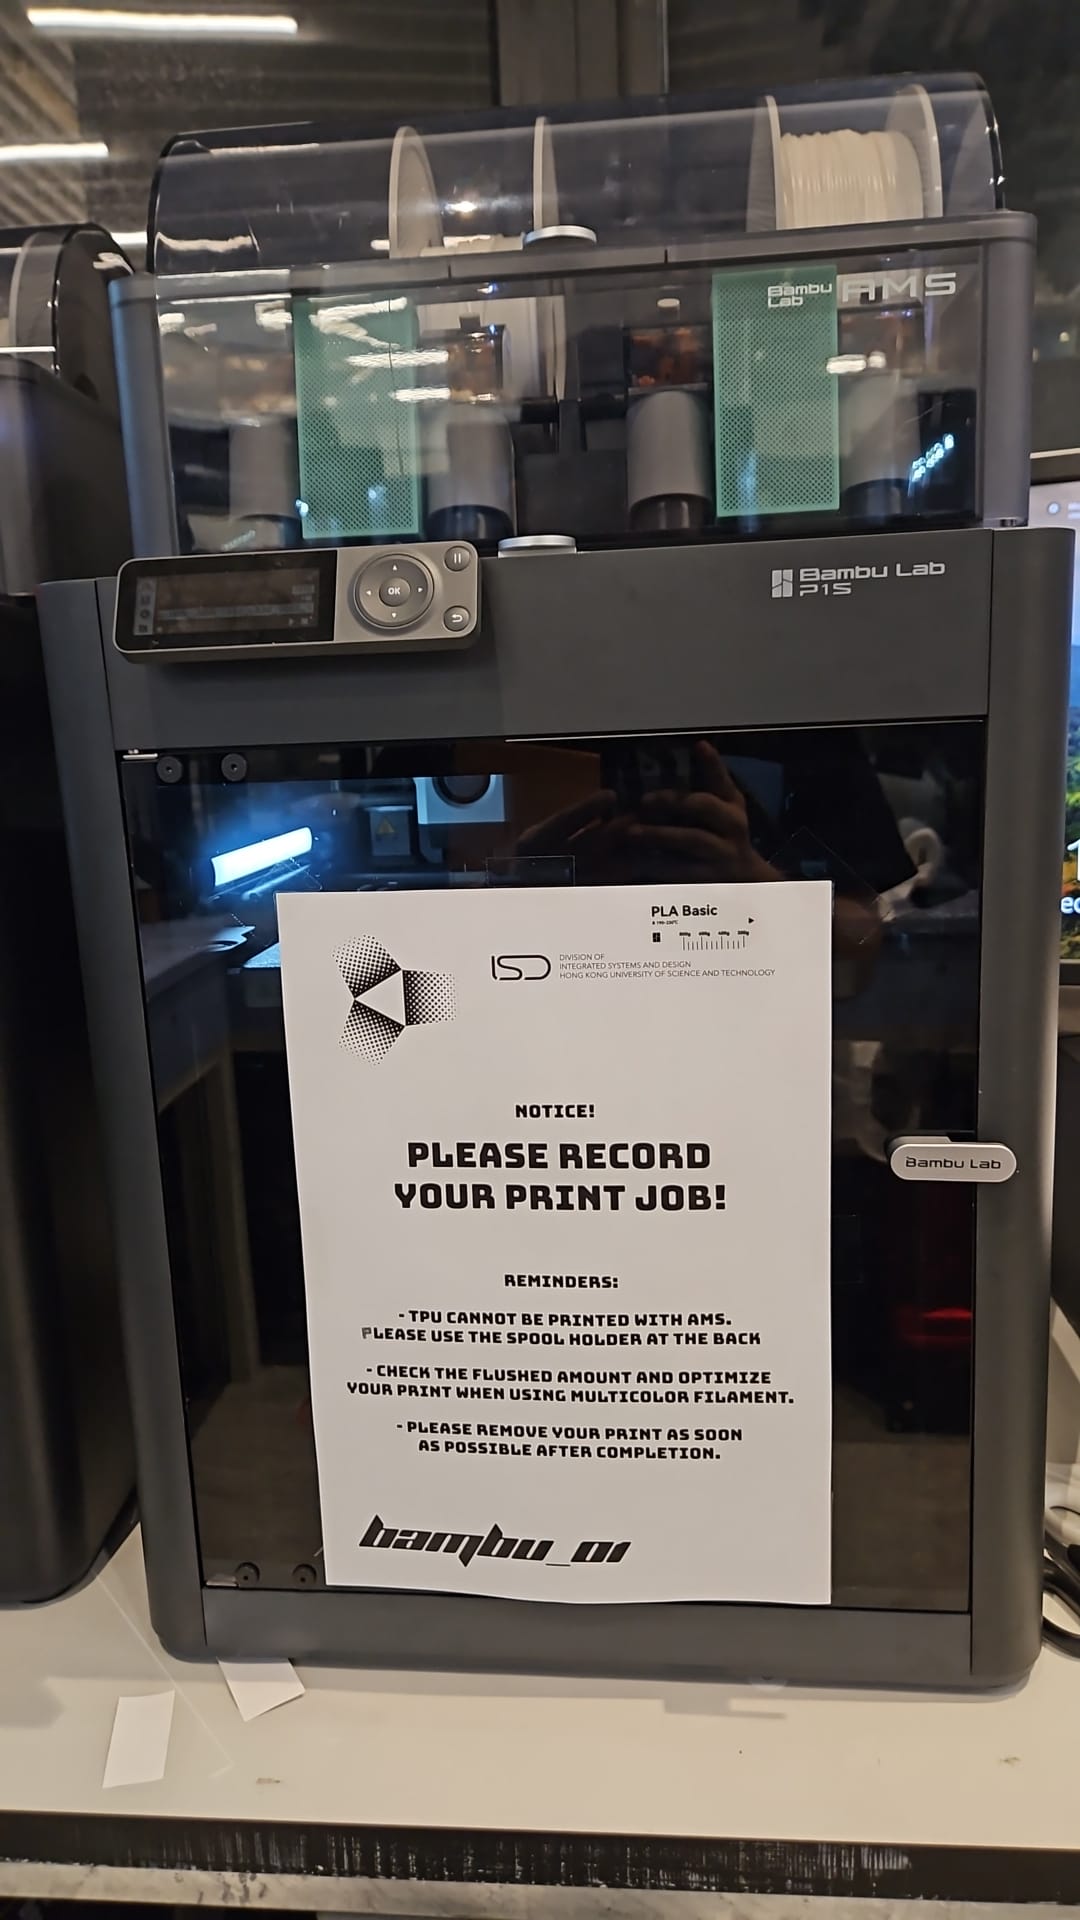 Bambu
Lab AMS
OK
Bambu Lab
P1S
PLA Basic
ISD
DIVISION OF
INTEGRATED SYSTEMS AND DESIGN
HONG KONG UNIVERSITY OF SCIENCE AND TECHNOLOGY
NOTICE!
PLEASE RECORD
YOUR PRINT JOB!
Bambu Lab
REMINDERS:
- TPU CANNOT BE PRINTED WITH AMS.
PLEASE USE THE SPOOL HOLDER AT THE BACK
- CHECK THE FLUSHED AMOUNT AND OPTIMIZE
YOUR PRINT WHEN USING MULTICOLOR FILAMENT.
- PLEASE REMOVE YOUR PRINT AS SOON
AS POSSIBLE AFTER COMPLETION.
bambu_01